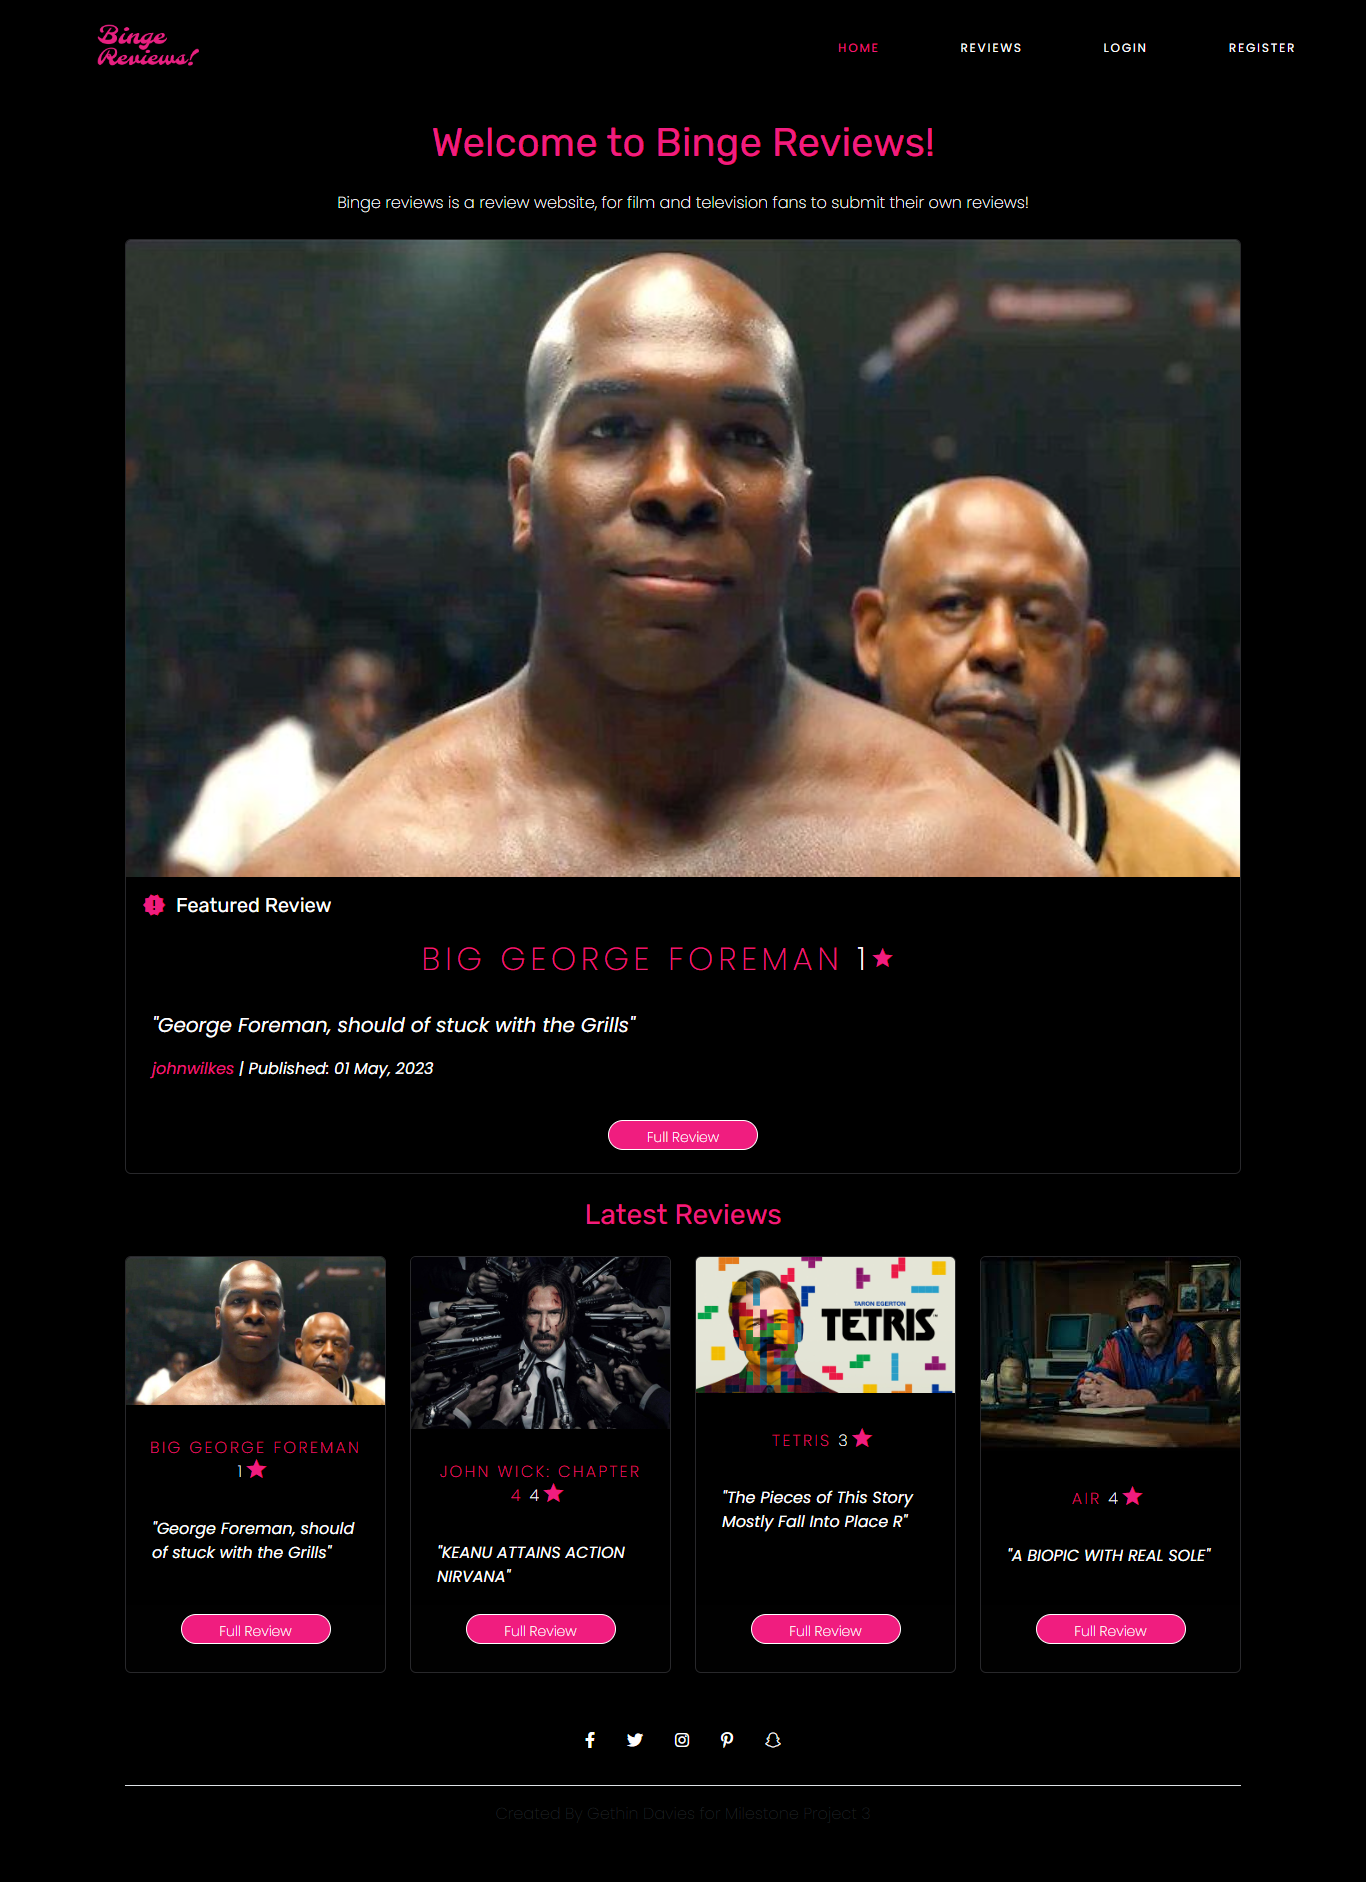 Binge
Reviews!
HOME
REVIEWS
LOGIN
REGISTER
Welcome to Binge Reviews!
Binge reviews is a review website, for film and television fans to submit their own reviews!
Featured Review
BIG GEORGE FOREMAN 1
"George Foreman, should of stuck with the Grills"
johnwilkes | Published: 01 May, 2023
Full Review
Latest Reviews
BIG GEORGE FOREMAN
1
"George Foreman, should
of stuck with the Grills"
Full Review
JOHN WICK: CHAPTER
4 4
"KEANU ATTAINS ACTION
NIRVANA"
Full Review
TARON EGERTON
TETRIS
TETRIS 3
"The Pieces of This Story
Mostly Fall Into Place R"
Full Review
AIR 4
"A BIOPIC WITH REAL SOLE"
Full Review
Created By Gethin Davies for Milestone Project 3